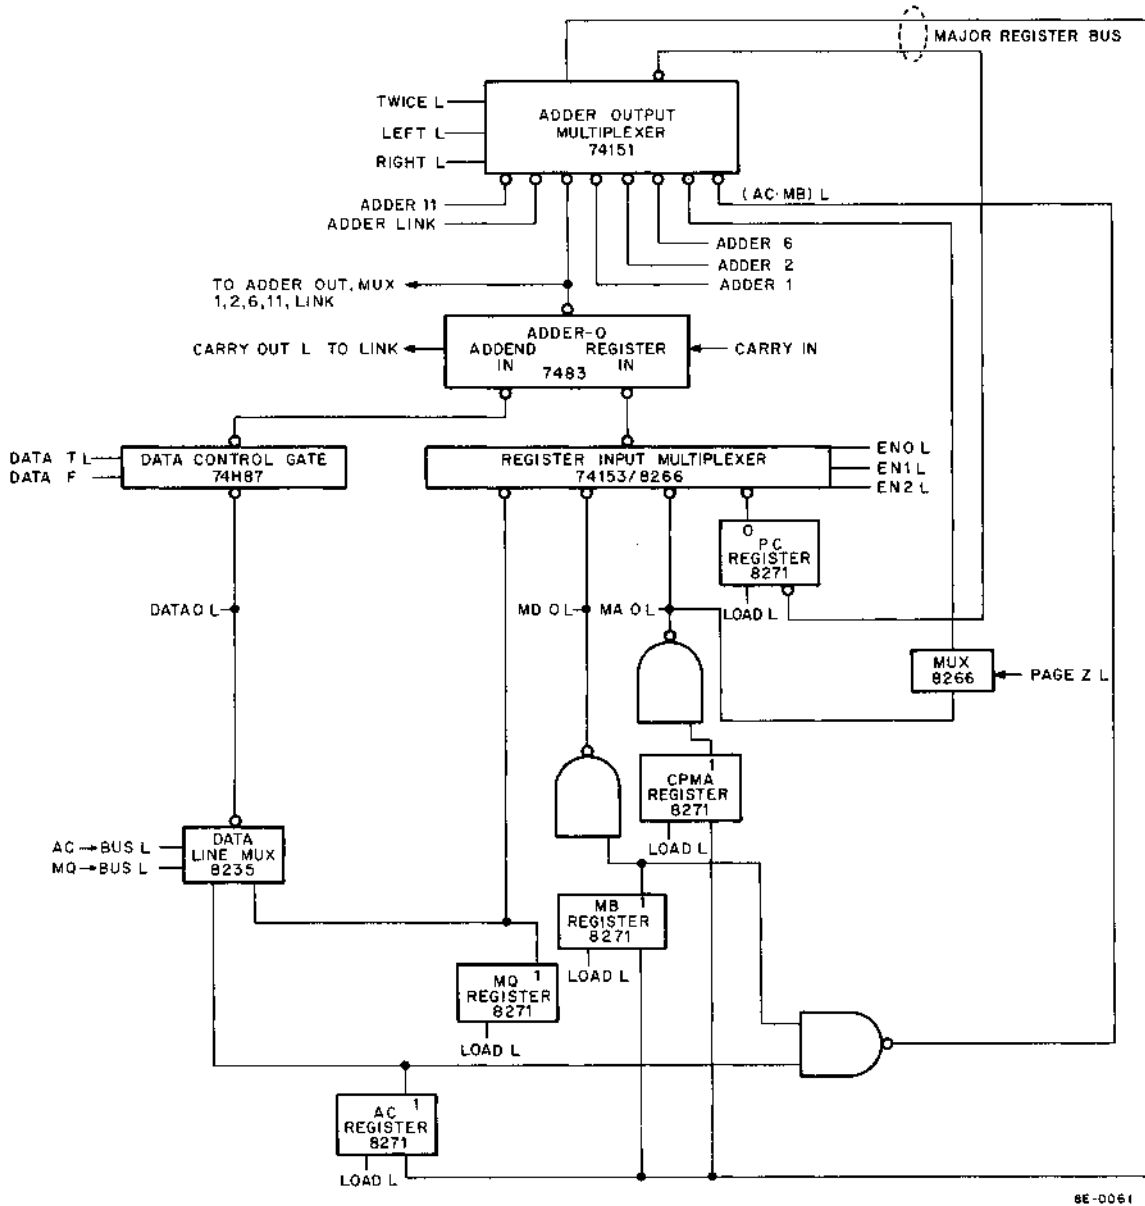 MAJOR REGISTER BUS
TWICE L
LEFT L
RIGHT L
ADDER OUTPUT
MULTIPLEXER
74151
ADDER 11
ADDER LINK
(AC·MB) L
ADDER 6
ADDER 2
ADDER 1
TO ADDER OUT, MUX
1,2,6,11, LINK
CARRY OUT L TO LINK
ADDER-0
ADDEND REGISTER
IN IN
7483
CARRY IN
DATA T L
DATA F
DATA CONTROL GATE
74H87
REGISTER INPUT MULTIPLEXER
74153/8266
EN0 L
EN1 L
EN2 L
0
PC
REGISTER
8271
LOAD L
DATA 0 L
MD 0 L
MA 0 L
MUX
8266
PAGE Z L
1
CPMA
REGISTER
8271
LOAD L
AC→BUS L
MQ→BUS L
DATA
LINE MUX
8235
MB 1
REGISTER
8271
LOAD L
MQ 1
REGISTER
8271
LOAD L
AC 1
REGISTER
8271
LOAD L
8E-0061